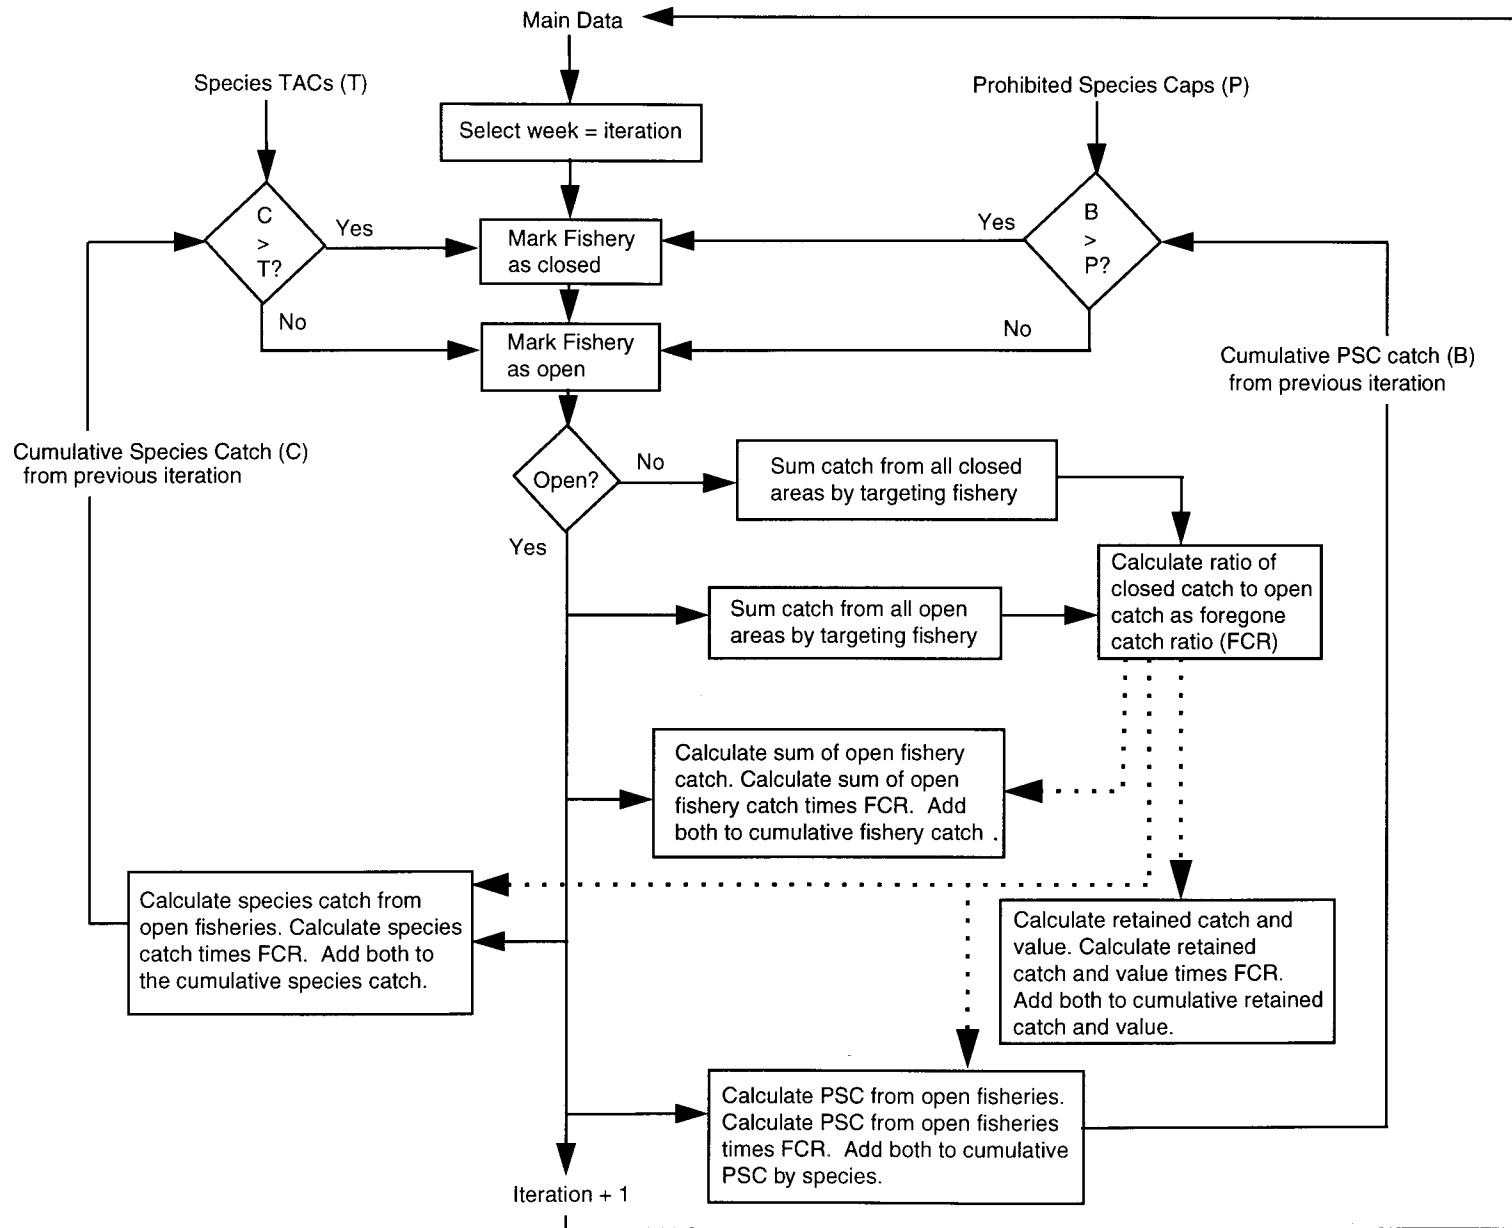 Main Data
Species TACs (T)
Prohibited Species Caps (P)
Select week = iteration
C
>
T?
Yes
Mark Fishery
as closed
Yes
B
>
P?
No
Mark Fishery
as open
No
Cumulative PSC catch (B)
from previous iteration
Cumulative Species Catch (C)
from previous iteration
Open?
No
Sum catch from all closed
areas by targeting fishery
Yes
Calculate ratio of
closed catch to open
catch as foregone
catch ratio (FCR)
Sum catch from all open
areas by targeting fishery
Calculate sum of open fishery
catch. Calculate sum of open
fishery catch times FCR.  Add
both to cumulative fishery catch .
Calculate species catch from
open fisheries. Calculate species
catch times FCR.  Add both to
the cumulative species catch.
Calculate retained catch and
value. Calculate retained
catch and value times FCR.
Add both to cumulative retained
catch and value.
Calculate PSC from open fisheries.
Calculate PSC from open fisheries
times FCR.  Add both to cumulative
PSC by species.
Iteration + 1